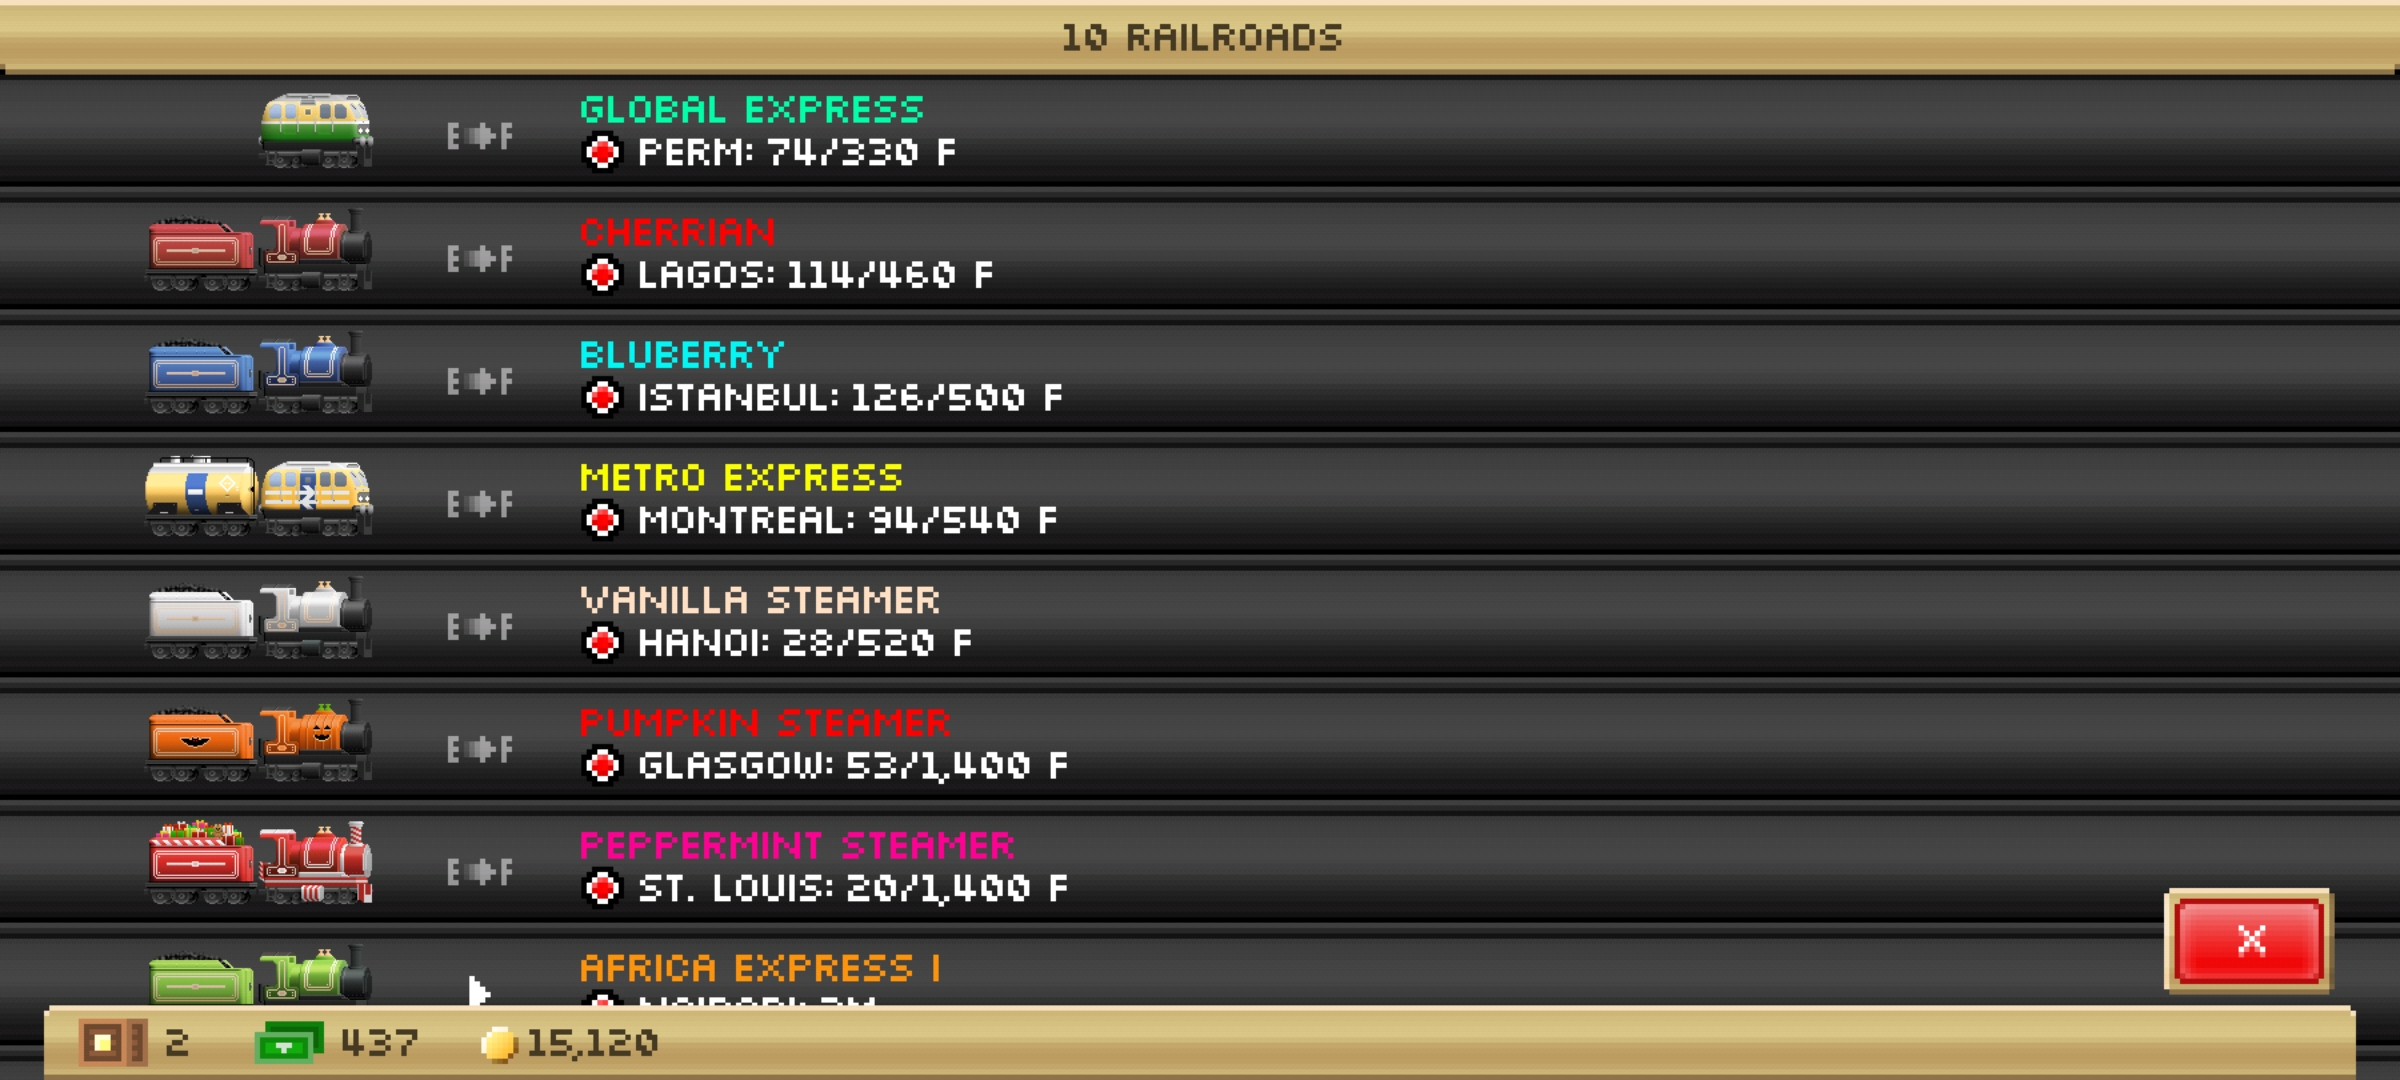 10 RAILROADS
GLOBAL EXPRESS
E F
PERM: 74/330 F
CHERRIAN
E F
LAGOS: 114/460 F
BLUBERRY
E F
ISTANBUL: 126/500 F
METRO EXPRESS
E F
MONTREAL: 94/540 F
VANILLA STEAMER
E F
HANOI: 28/520 F
PUMPKIN STEAMER
E F
GLASGOW: 53/1,400 F
PEPPERMINT STEAMER
E F
ST. LOUIS: 20/1,400 F
AFRICA EXPRESS I
X
2 437 15,120